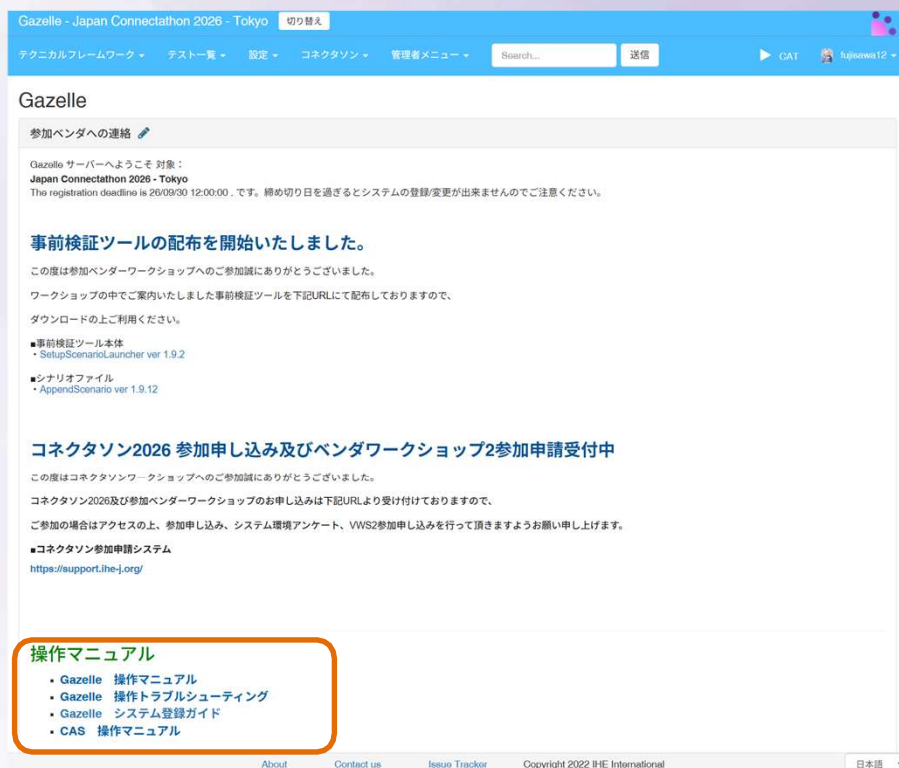 Gazelle - Japan Connectathon 2026 - Tokyo 切り替え
テクニカルフレームワーク テスト一覧 設定 コネクタソン 管理者メニュー Search... 送信 CAT fujisawa12
Gazelle
参加ベンダへの連絡
Gazelle サーバーへようこそ 対象：
Japan Connectathon 2026 - Tokyo
The registration deadline is 26/09/30 12:00:00 . です。締め切り日を過ぎるとシステムの登録/変更が出来ませんのでご注意ください。
事前検証ツールの配布を開始いたしました。
この度は参加ベンダーワークショップへのご参加誠にありがとうございました。
ワークショップの中でご案内いたしました事前検証ツールを下記URLにて配布しておりますので、
ダウンロードの上ご利用ください。
■事前検証ツール本体
・SetupScenarioLauncher ver 1.9.2
■シナリオファイル
・AppendScenario ver 1.9.12
コネクタソン2026 参加申し込み及びベンダワークショップ2参加申請受付中
この度はコネクタソンワークショップへのご参加誠にありがとうございました。
コネクタソン2026及び参加ベンダーワークショップのお申し込みは下記URLより受け付けておりますので、
ご参加の場合はアクセスの上、参加申し込み、システム環境アンケート、VWS2参加申し込みを行って頂きますようお願い申し上げます。
■コネクタソン参加申請システム
https://support.ihe-j.org/
操作マニュアル
・Gazelle　操作マニュアル
・Gazelle　操作トラブルシューティング
・Gazelle　システム登録ガイド
・CAS　操作マニュアル
About Contact us Issue Tracker Copyright 2022 IHE International 日本語